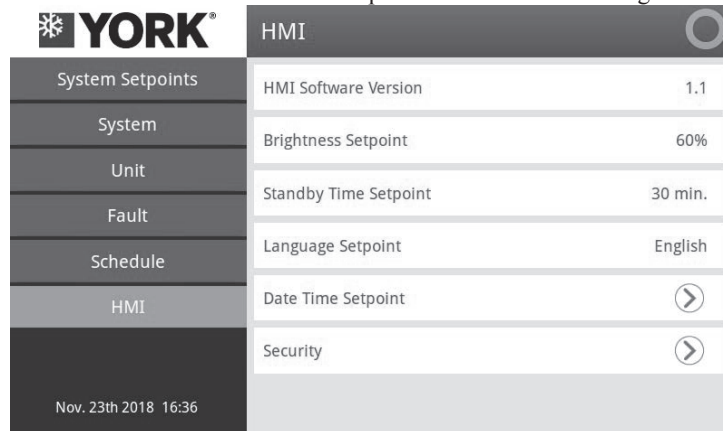 YORK®
System Setpoints
System
Unit
Fault
Schedule
HMI
Nov. 23th 2018 16:36
HMI
HMI Software Version 1.1
Brightness Setpoint 60%
Standby Time Setpoint 30 min.
Language Setpoint English
Date Time Setpoint
Security